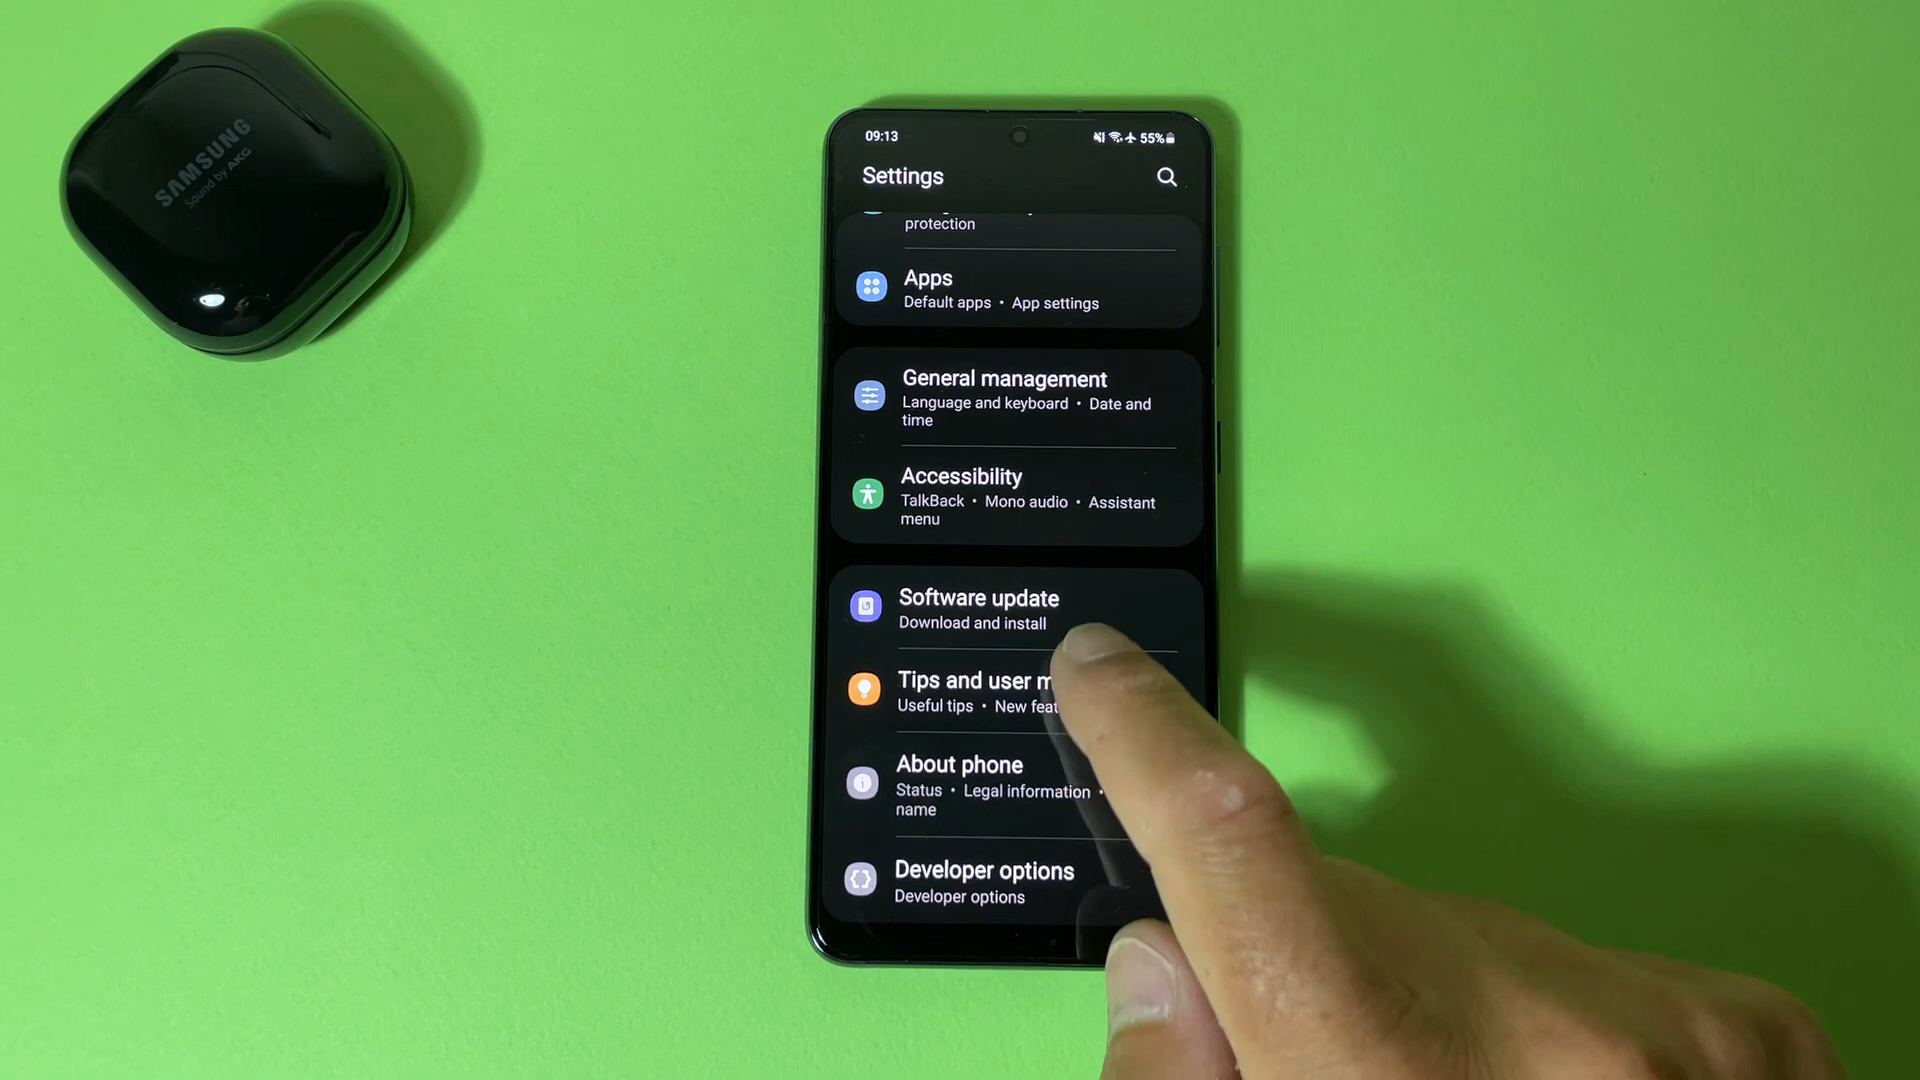 SAMSUNG
Sound by AKG
09:13
55%
Settings
protection
Apps
Default apps • App settings
General management
Language and keyboard • Date and
time
Accessibility
TalkBack • Mono audio • Assistant
menu
Software update
Download and install
Tips and user
Useful tips • New
About phone
Status • Legal information •
name
Developer options
Developer options